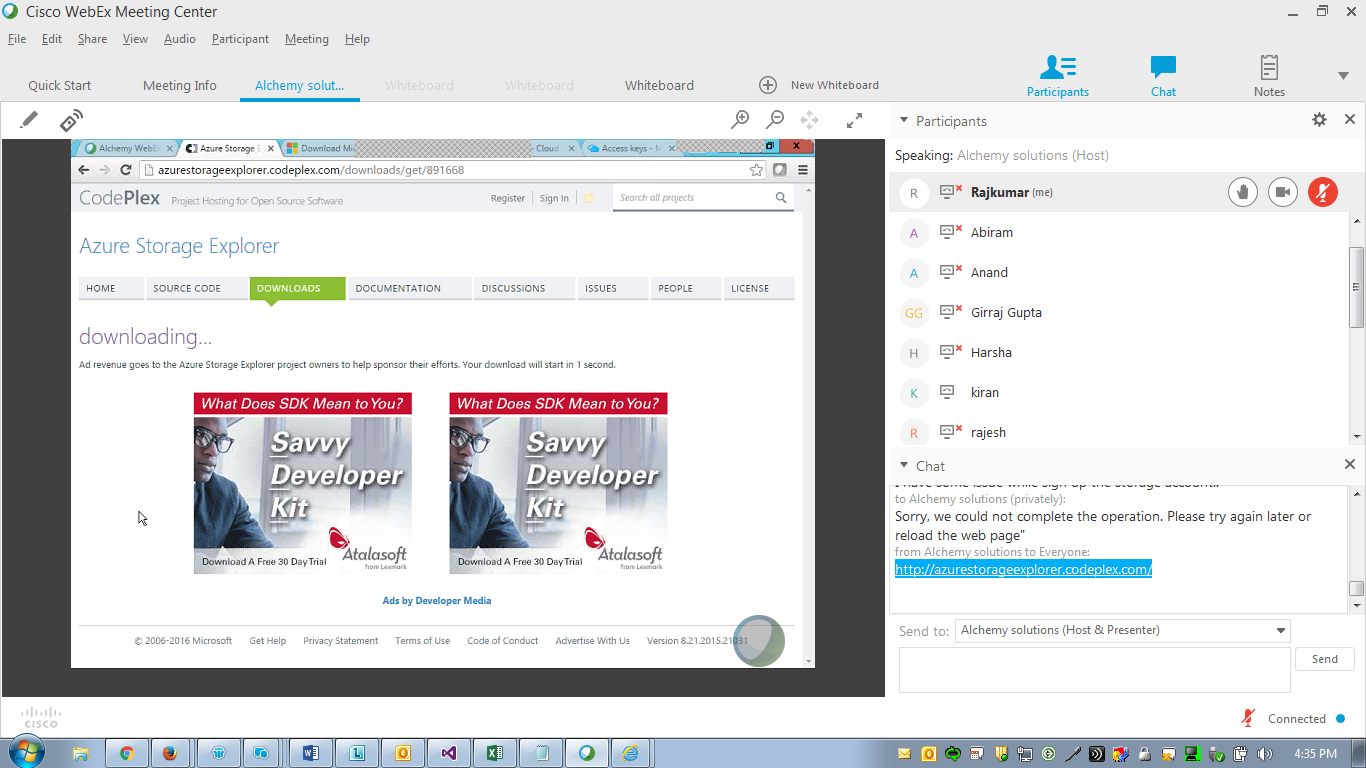 Cisco WebEx Meeting Center
File Edit Share View Audio Participant Meeting Help
Quick Start Meeting Info Alchemy solut... Whiteboard Whiteboard Whiteboard New Whiteboard
Participants Chat Notes
Alchemy WebE Azure Storage E Download Mi - Cloud Access keys - M
azurestorageexplorer.codeplex.com/downloads/get/891668
CodePlex Project Hosting for Open Source Software Register Sign In Search all projects
Azure Storage Explorer
HOME SOURCE CODE DOWNLOADS DOCUMENTATION DISCUSSIONS ISSUES PEOPLE LICENSE
downloading...
Ad revenue goes to the Azure Storage Explorer project owners to help sponsor their efforts. Your download will start in 1 second.
What Does SDK Mean to You?
Savvy
Developer
Kit
Atalasoft
from Lexmark
Download A Free 30 Day Trial
What Does SDK Mean to You?
Savvy
Developer
Kit
Atalasoft
from Lexmark
Download A Free 30 Day Trial
Ads by Developer Media
© 2006-2016 Microsoft Get Help Privacy Statement Terms of Use Code of Conduct Advertise With Us Version 8.21.2015.21031
Participants
Speaking: Alchemy solutions (Host)
R Rajkumar (me)
A Abiram
A Anand
GG Girraj Gupta
H Harsha
K kiran
R rajesh
Chat
I have some issue while sign up the storage account..
to Alchemy solutions (privately):
Sorry, we could not complete the operation. Please try again later or
reload the web page"
from Alchemy solutions to Everyone:
http://azurestorageexplorer.codeplex.com/
Send to: Alchemy solutions (Host & Presenter)
Send
CISCO
Connected
4:35 PM